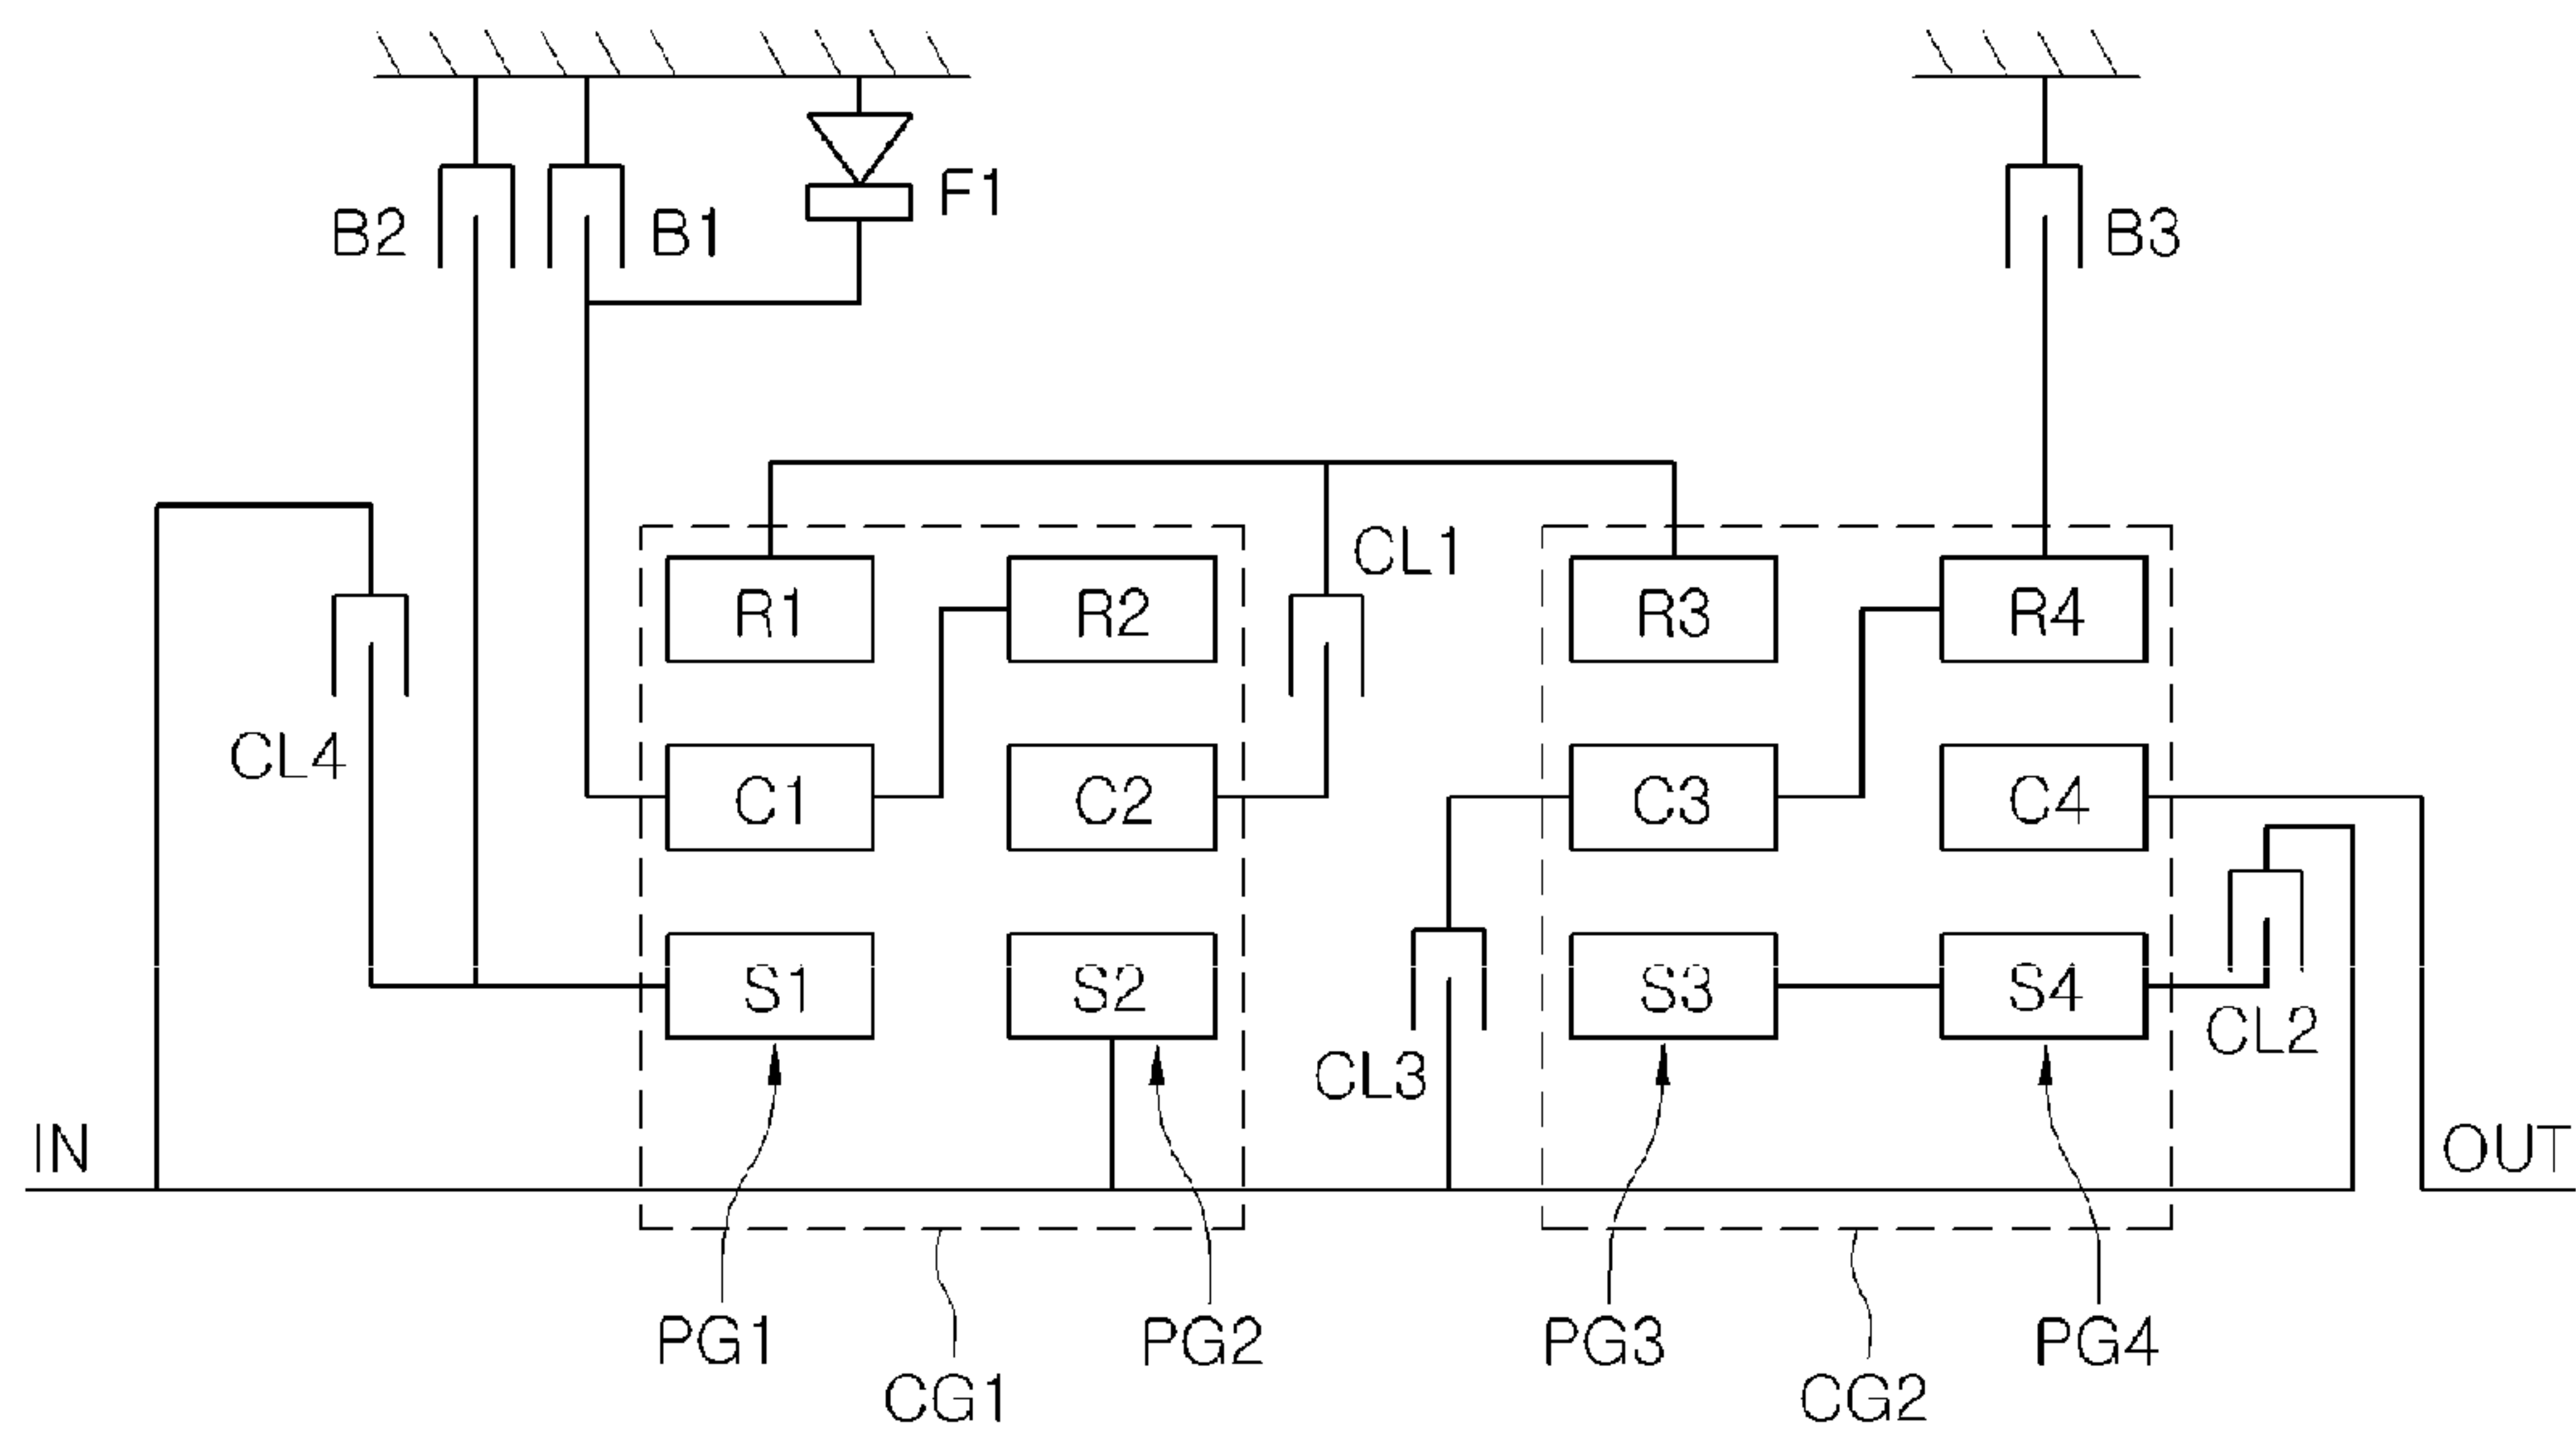 F1
B2 B1 B3
CL1
R1 R2 R3 R4
CL4
C1 C2 C3 C4
S1 S2 S3 S4
CL2
CL3
IN OUT
PG1 PG2 PG3 PG4
CG1 CG2